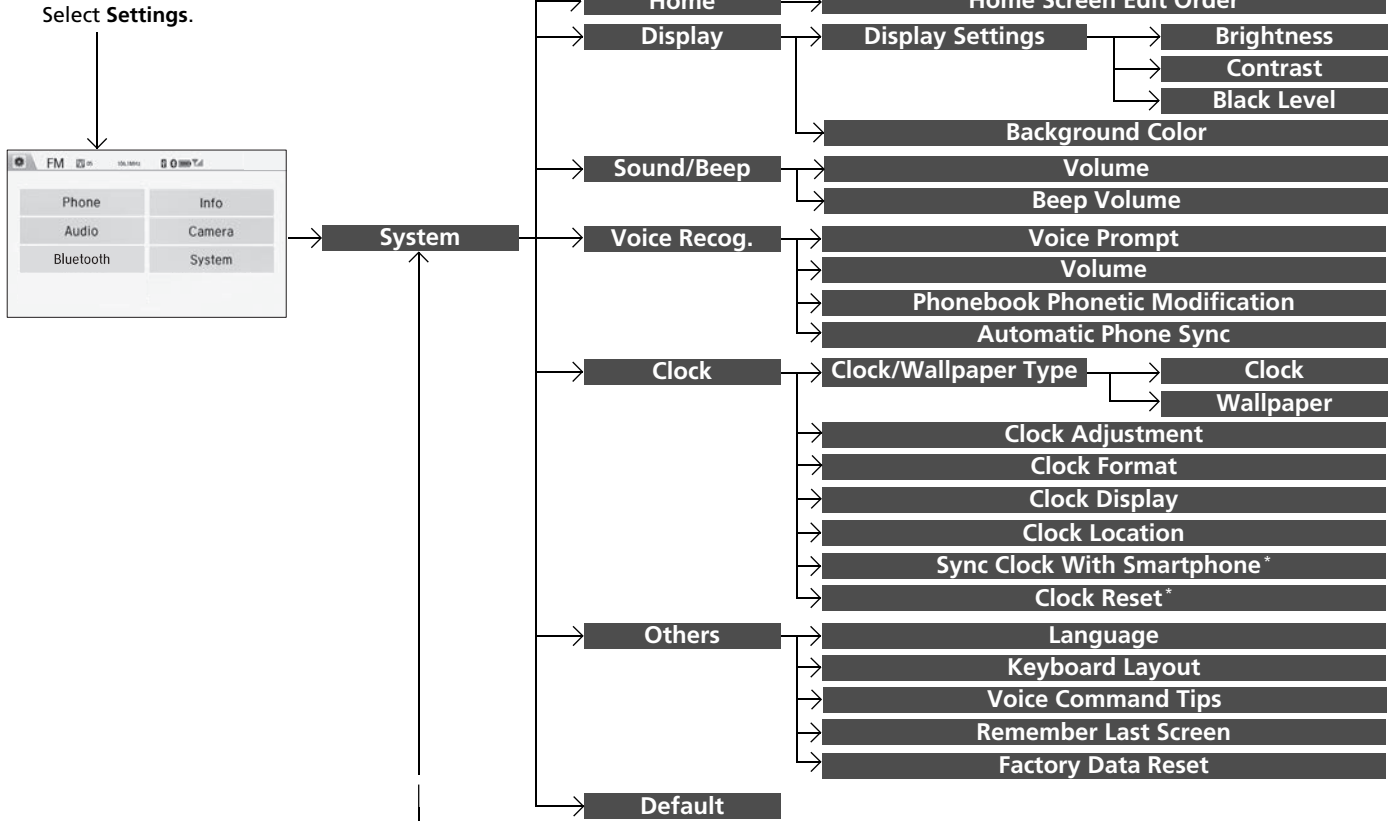 Select Settings.
Home
Home Screen Edit Order
Display
Display Settings
Brightness
Contrast
Black Level
Background Color
FM
Phone
Info
Audio
Camera
Bluetooth
System
System
Sound/Beep
Volume
Beep Volume
Voice Recog.
Voice Prompt
Volume
Phonebook Phonetic Modification
Automatic Phone Sync
Clock
Clock/Wallpaper Type
Clock
Wallpaper
Clock Adjustment
Clock Format
Clock Display
Clock Location
Sync Clock With Smartphone*
Clock Reset*
Others
Language
Keyboard Layout
Voice Command Tips
Remember Last Screen
Factory Data Reset
Default